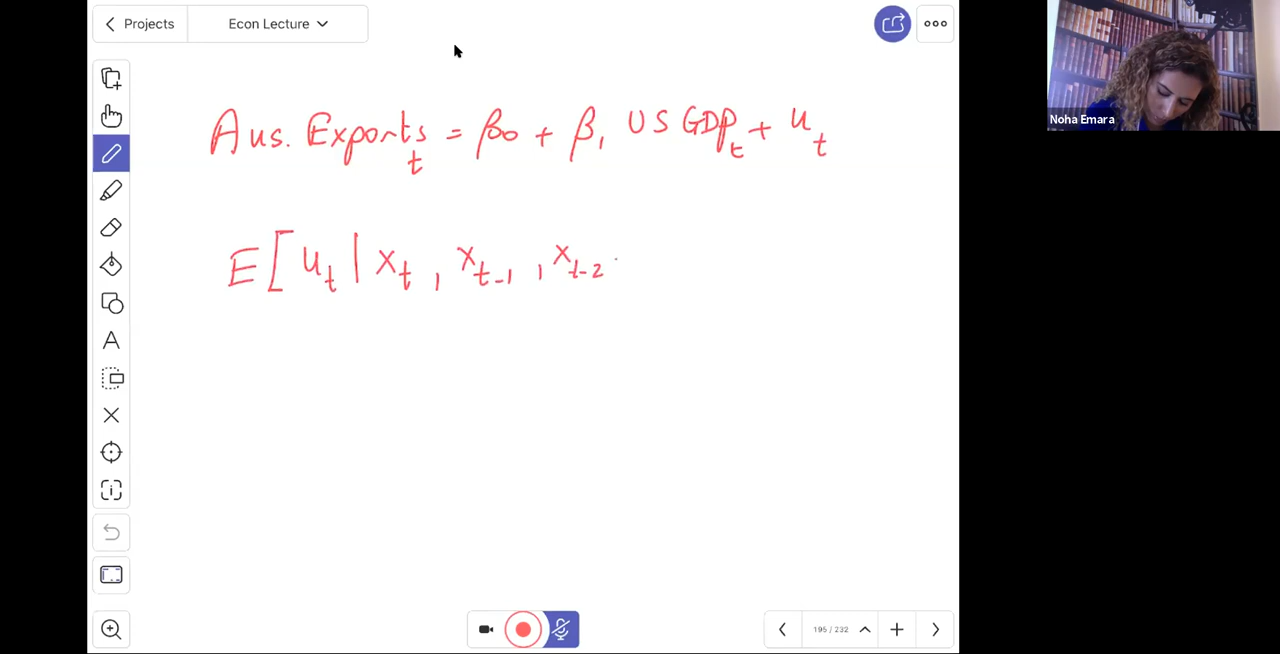 Projects
Econ Lecture
Noha Emara
Aus. Exports_t = β0 + β1 US GDP_t + u_t
E[u_t | x_t, x_t-1, x_t-2
A
195 / 232